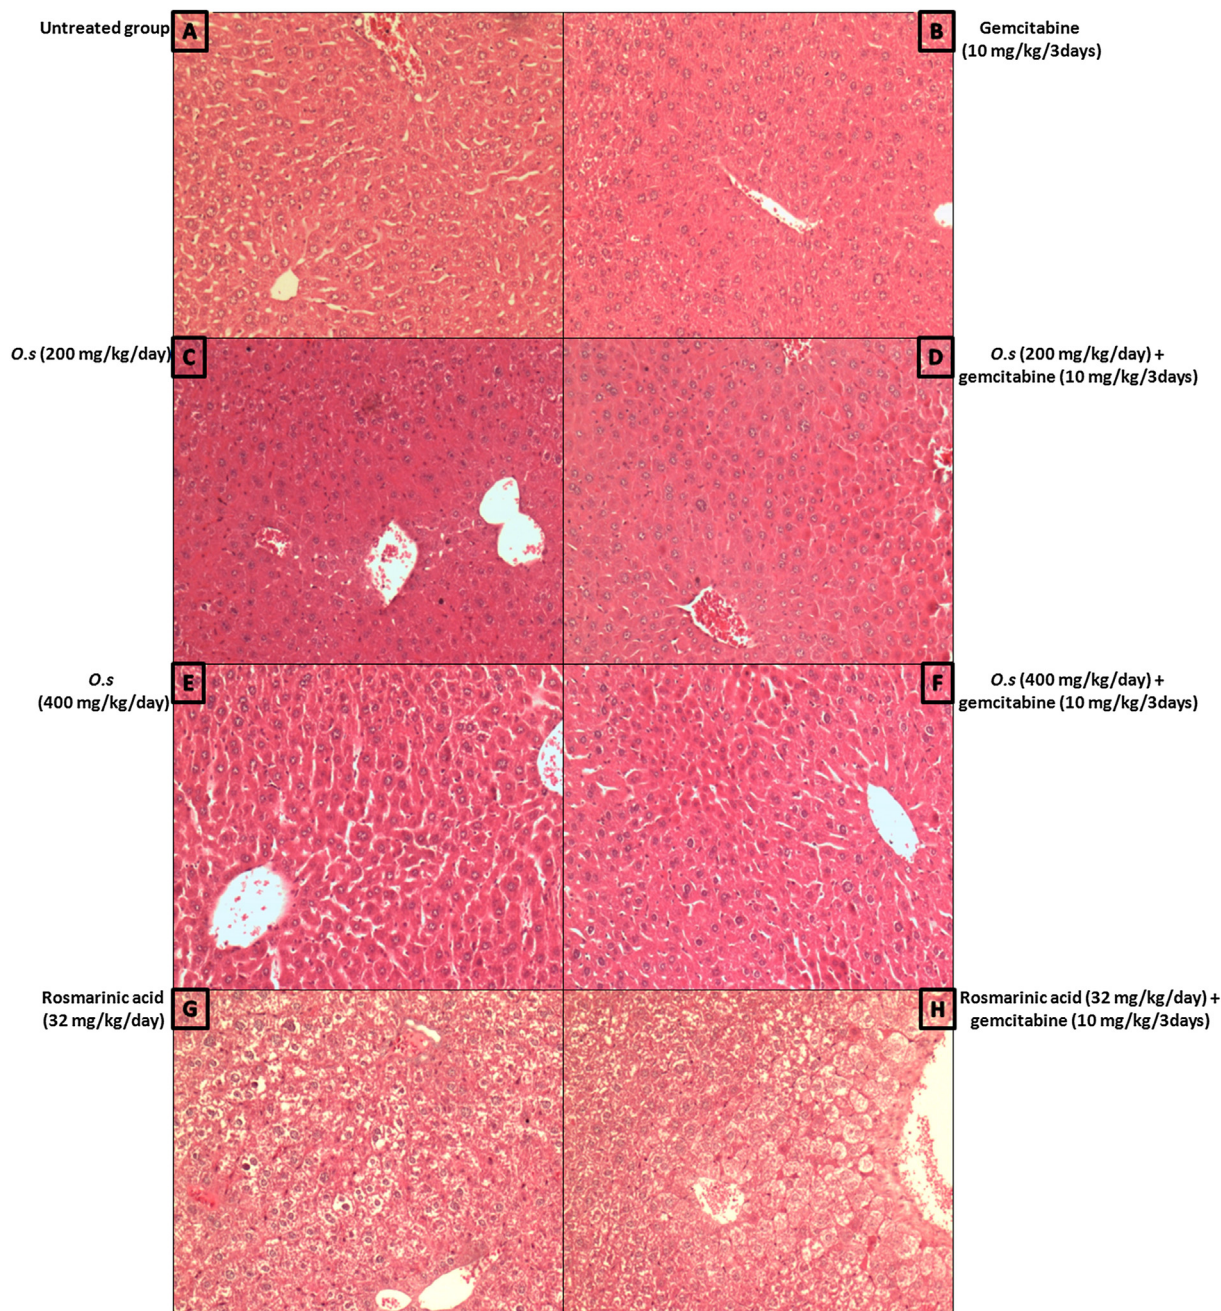 Untreated group
A
B
Gemcitabine
(10 mg/kg/3days)
O.s (200 mg/kg/day)
C
D
O.s (200 mg/kg/day) +
gemcitabine (10 mg/kg/3days)
O.s
(400 mg/kg/day)
E
F
O.s (400 mg/kg/day) +
gemcitabine (10 mg/kg/3days)
Rosmarinic acid
(32 mg/kg/day)
G
H
Rosmarinic acid (32 mg/kg/day) +
gemcitabine (10 mg/kg/3days)